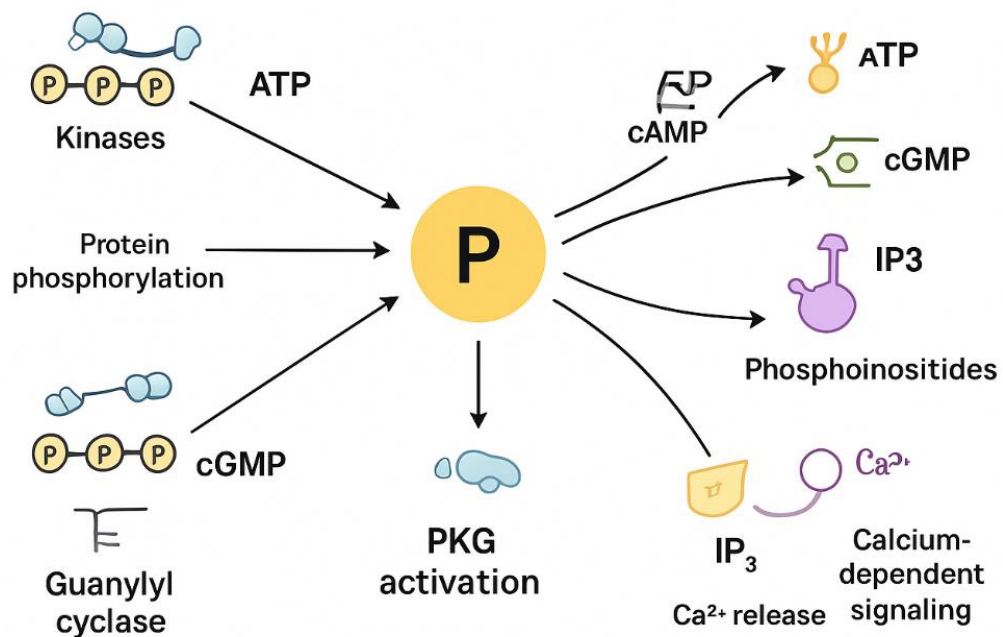 P P P
Kinases
ATP
Protein
phosphorylation
P P P
cGMP
Guanylyl
cyclase
P
PKG
activation
cAMP
ATP
cGMP
IP3
Phosphoinositides
IP₃
Ca²⁺ release
Ca²⁺
Calcium-
dependent
signaling